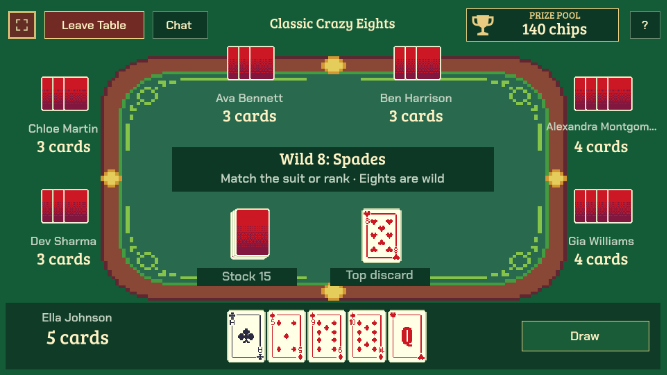 Leave Table
Chat
Classic Crazy Eights
PRIZE POOL
140 chips
?
Ava Bennett
3 cards
Ben Harrison
3 cards
Chloe Martin
3 cards
Alexandra Montgom...
4 cards
Wild 8: Spades
Match the suit or rank · Eights are wild
Dev Sharma
3 cards
Gia Williams
4 cards
Stock 15
Top discard
Ella Johnson
5 cards
Q
Draw